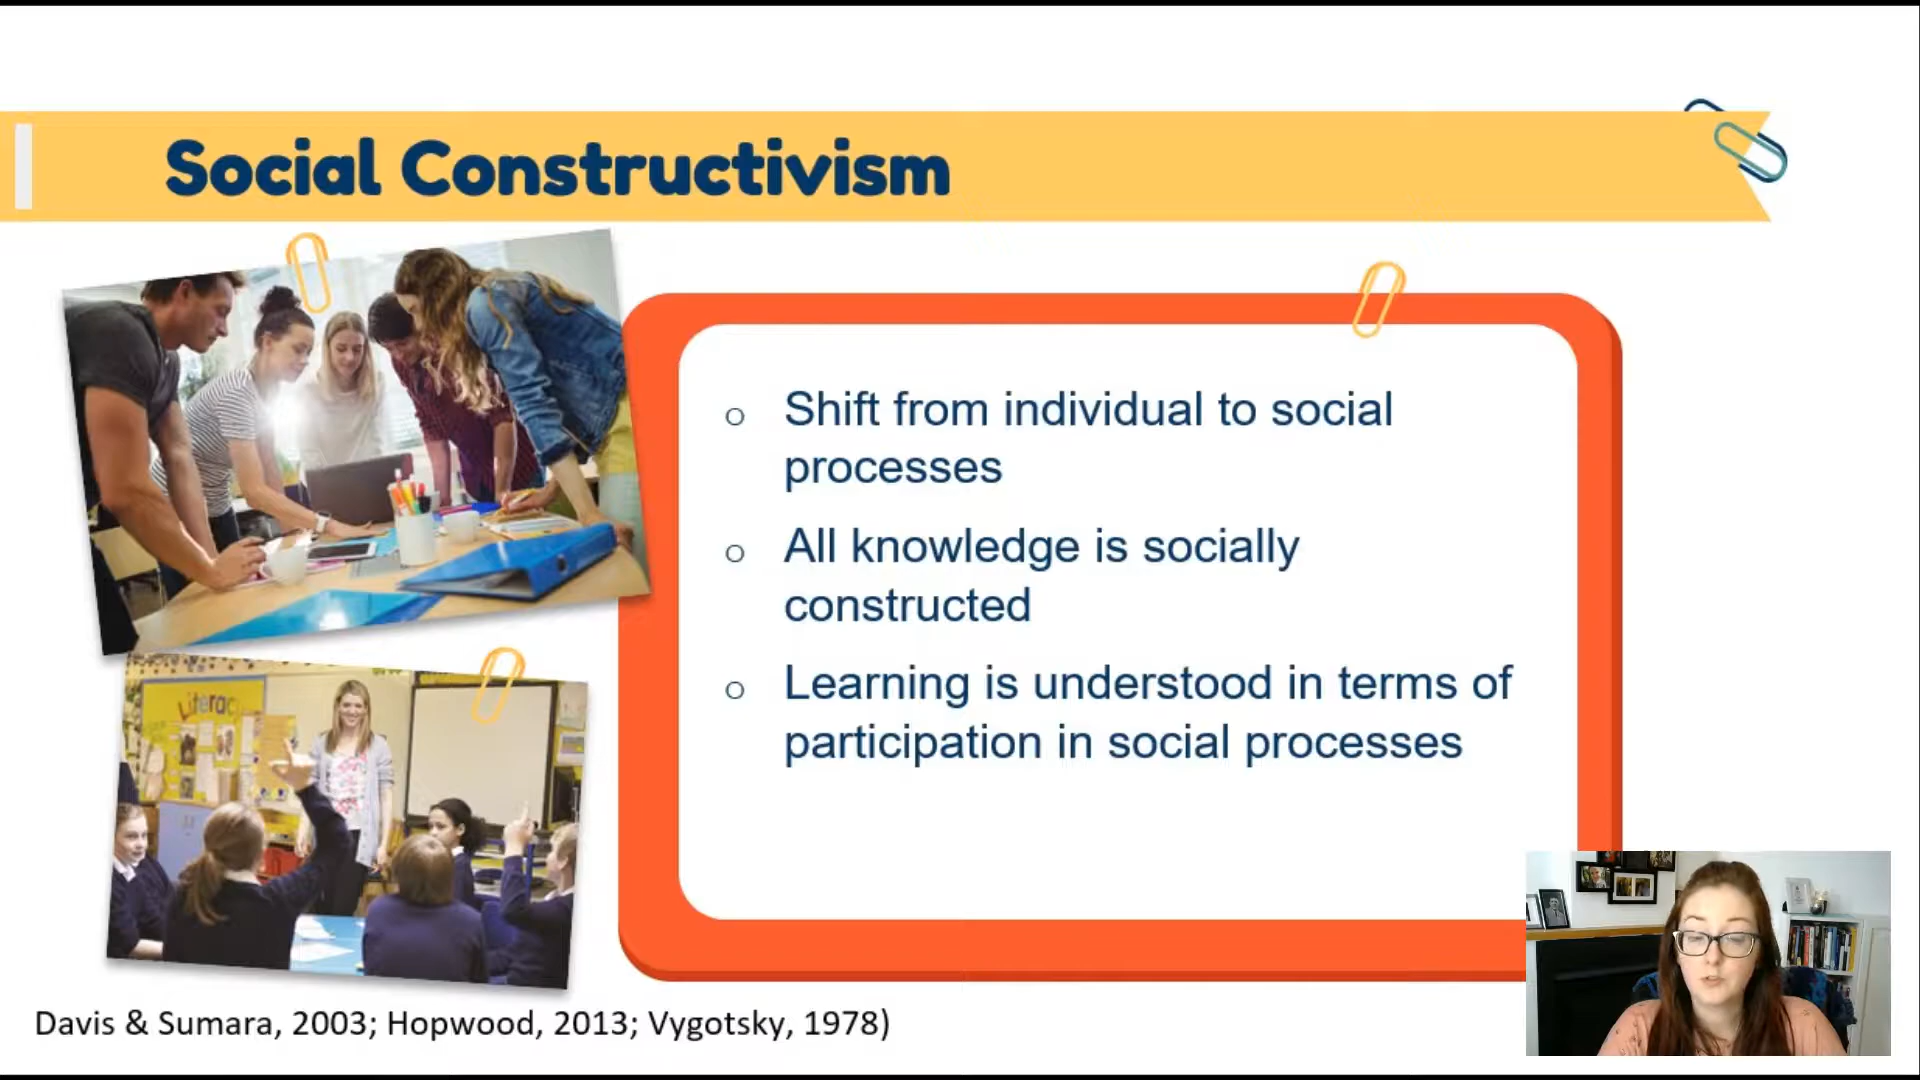 Social Constructivism
Literacy
o Shift from individual to social
processes
o All knowledge is socially
constructed
o Learning is understood in terms of
participation in social processes
Davis & Sumara, 2003; Hopwood, 2013; Vygotsky, 1978)